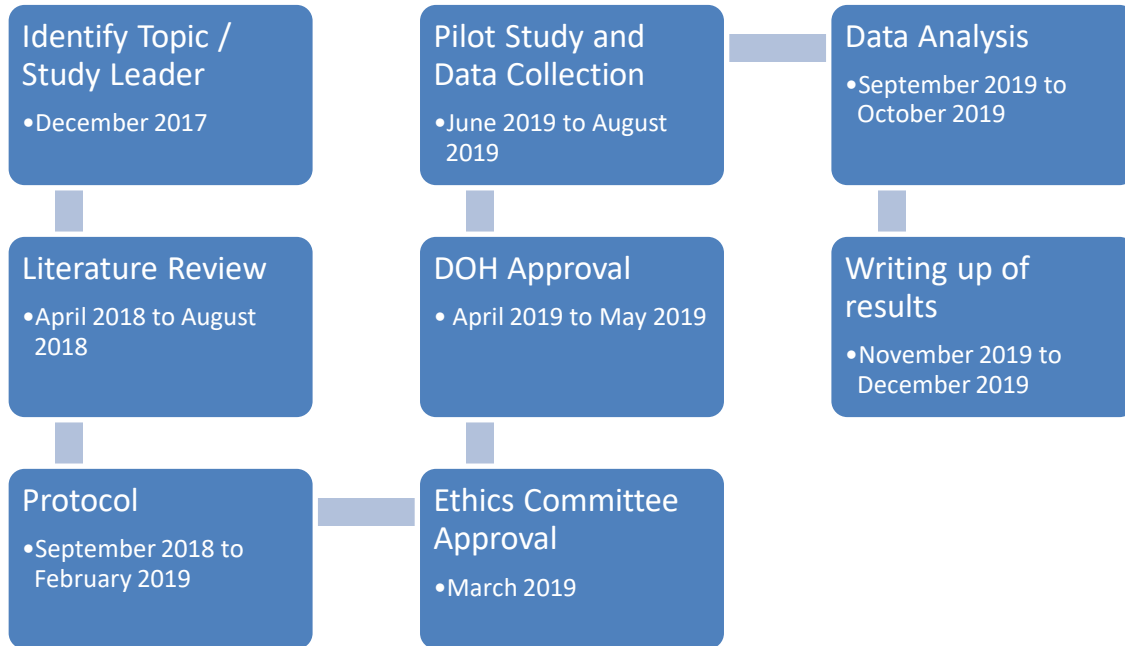 Identify Topic /
Study Leader
•December 2017
Literature Review
•April 2018 to August
2018
Protocol
•September 2018 to
February 2019
Ethics Committee
Approval
•March 2019
DOH Approval
• April 2019 to May 2019
Pilot Study and
Data Collection
•June 2019 to August
2019
Data Analysis
•September 2019 to
October 2019
Writing up of
results
•November 2019 to
December 2019